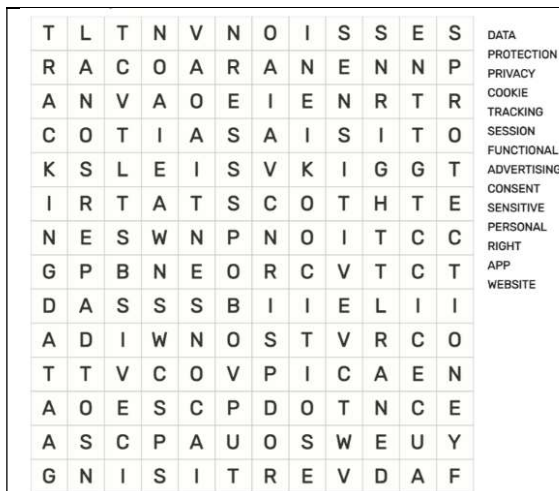 T L T N V N O I S S E S
R A C O A R A N E N N P
A N V A O E I E N R T R
C O T I A S A I S I T O
K S L E I S V K I G G T
I R T A T S C O T H T E
N E S W N P N O I T C C
G P B N E O R C V T C T
D A S S S B I I E L I I
A D I W N O S T V R C O
T T V C O V P I C A E N
A O E S C P D O T N C E
A S C P A U O S W E U Y
G N I S I T R E V D A F
DATA
PROTECTION
PRIVACY
COOKIE
TRACKING
SESSION
FUNCTIONAL
ADVERTISING
CONSENT
SENSITIVE
PERSONAL
RIGHT
APP
WEBSITE